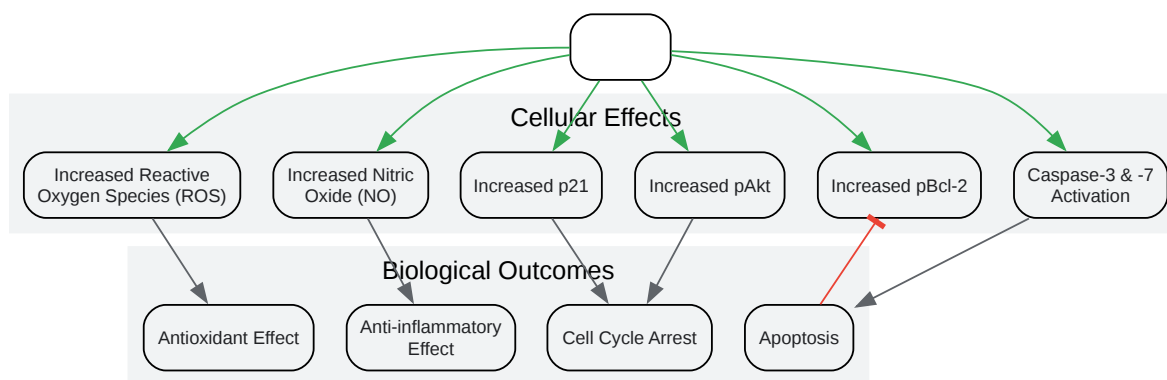 Cellular Effects
Increased Reactive
Oxygen Species (ROS)
Increased Nitric
Oxide (NO)
Increased p21
Increased pAkt
Increased pBcl-2
Caspase-3 & -7
Activation
Biological Outcomes
Antioxidant Effect
Anti-inflammatory
Effect
Cell Cycle Arrest
Apoptosis